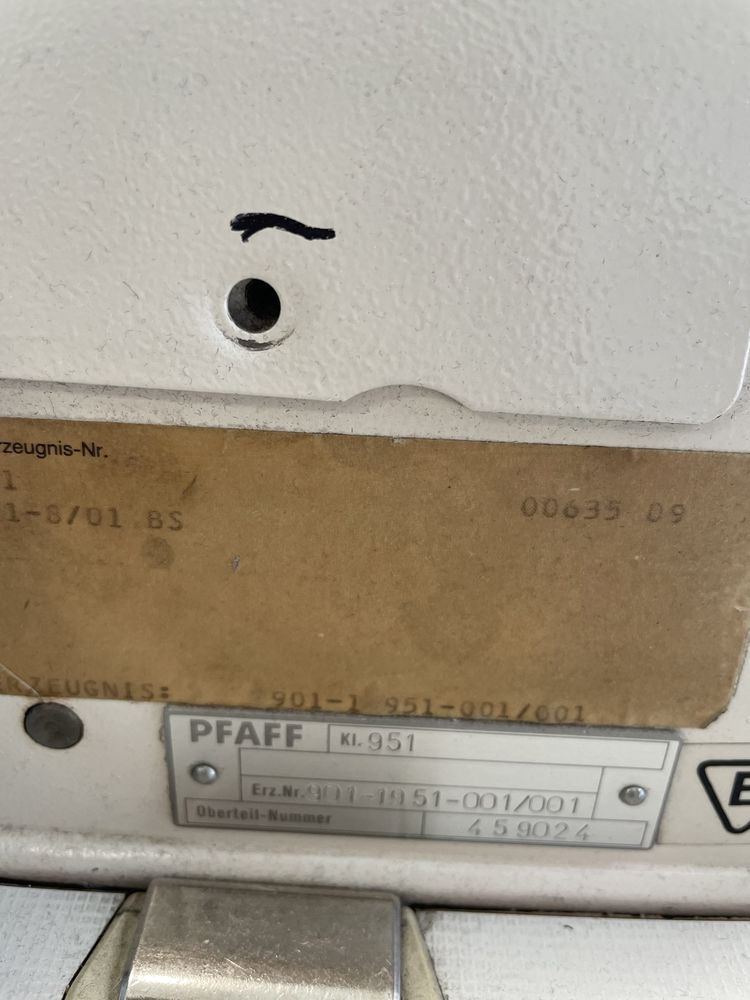 rzeugnis-Nr.
1
1-8/01 BS 00635 09
ERZEUGNIS: 901-1 951-001/001
PFAFF Kl. 951
Erz.Nr. 901-1951-001/001
Oberteil-Nummer 459024